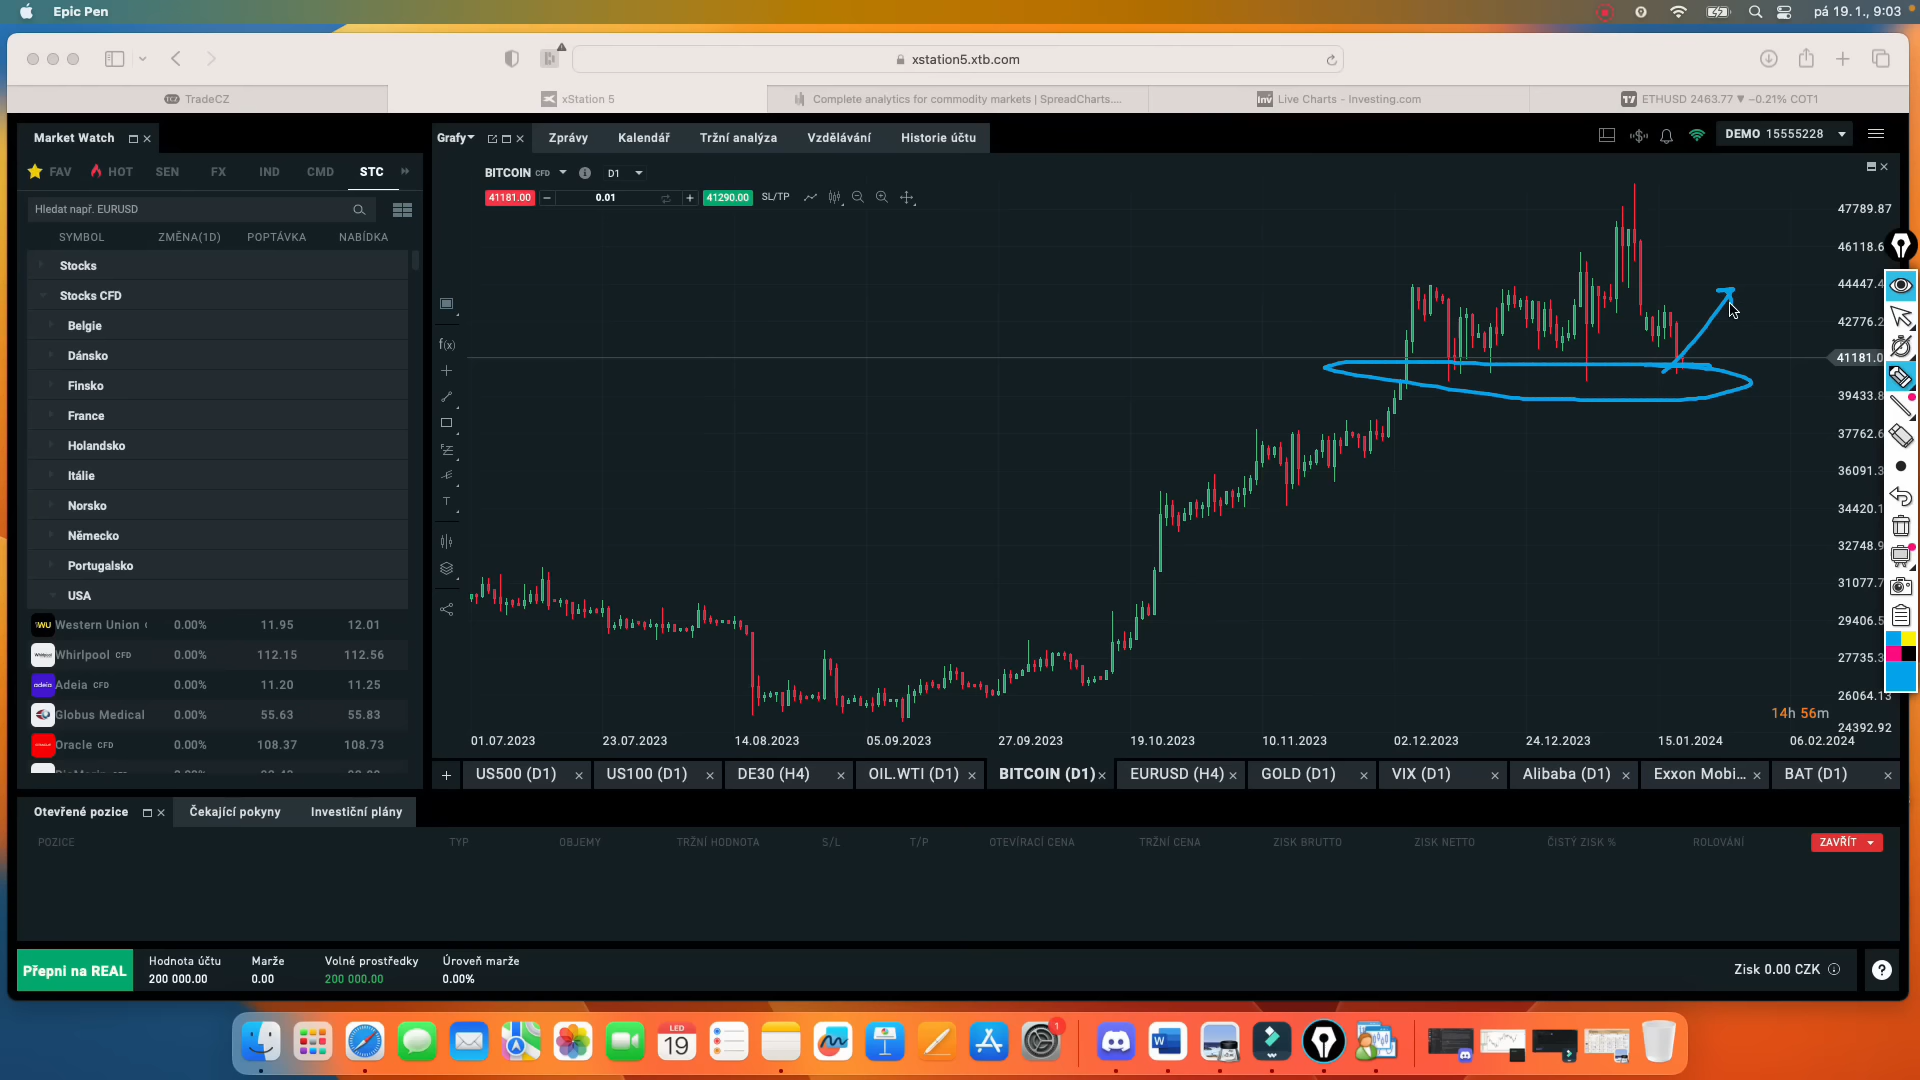 Epic Pen
pá 19.1., 9:03
xstation5.xtb.com
TradeCZ
xStation 5
Complete analytics for commodity markets | SpreadCharts....
Live Charts - Investing.com
ETHUSD 2463.77 ▼ −0.21% COT1
Market Watch
Grafy
Zprávy
Kalendář
Tržní analýza
Vzdělávání
Historie účtu
DEMO 15555228
FAV
HOT
SEN
FX
IND
CMD
STC
BITCOIN CFD
D1
41181.00
0.01
41290.00
SL/TP
Hledat např. EURUSD
SYMBOL
ZMĚNA(1D)
POPTÁVKA
NABÍDKA
Stocks
Stocks CFD
Belgie
Dánsko
Finsko
France
Holandsko
Itálie
Norsko
Německo
Portugalsko
USA
Western Union
0.00%
11.95
12.01
Whirlpool CFD
0.00%
112.15
112.56
Adeia CFD
0.00%
11.20
11.25
Globus Medical
0.00%
55.63
55.83
Oracle CFD
0.00%
108.37
108.73
f(x)
T
47789.87
46118.6
44447.4
42776.2
41181.0
39433.8
37762.6
36091.3
34420.1
32748.9
31077.7
29406.5
27735.3
26064.13
24392.92
14h 56m
01.07.2023
23.07.2023
14.08.2023
05.09.2023
27.09.2023
19.10.2023
10.11.2023
02.12.2023
24.12.2023
15.01.2024
06.02.2024
US500 (D1)
US100 (D1)
DE30 (H4)
OIL.WTI (D1)
BITCOIN (D1)
EURUSD (H4)
GOLD (D1)
VIX (D1)
Alibaba (D1)
Exxon Mobi...
BAT (D1)
Otevřené pozice
Čekající pokyny
Investiční plány
POZICE
TYP
OBJEMY
TRŽNÍ HODNOTA
S/L
T/P
OTEVÍRACÍ CENA
TRŽNÍ CENA
ZISK BRUTTO
ZISK NETTO
ČISTÝ ZISK %
ROLOVÁNÍ
ZAVŘÍT
Přepni na REAL
Hodnota účtu
200 000.00
Marže
0.00
Volné prostředky
200 000.00
Úroveň marže
0.00%
Zisk 0.00 CZK
LED
19
1